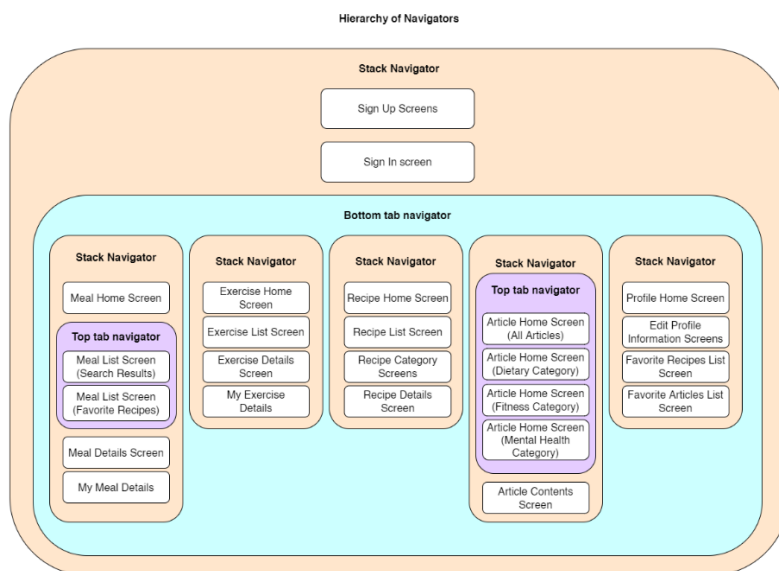 Hierarchy of Navigators
Stack Navigator
Sign Up Screens
Sign In screen
Bottom tab navigator
Stack Navigator
Meal Home Screen
Top tab navigator
Meal List Screen
(Search Results)
Meal List Screen
(Favorite Recipes)
Meal Details Screen
My Meal Details
Stack Navigator
Exercise Home
Screen
Exercise List Screen
Exercise Details
Screen
My Exercise
Details
Stack Navigator
Recipe Home Screen
Recipe List Screen
Recipe Category
Screens
Recipe Details
Screen
Stack Navigator
Top tab navigator
Article Home Screen
(All Articles)
Article Home Screen
(Dietary Category)
Article Home Screen
(Fitness Category)
Article Home Screen
(Mental Health
Category)
Article Contents
Screen
Stack Navigator
Profile Home Screen
Edit Profile
Information Screens
Favorite Recipes List
Screen
Favorite Articles List
Screen